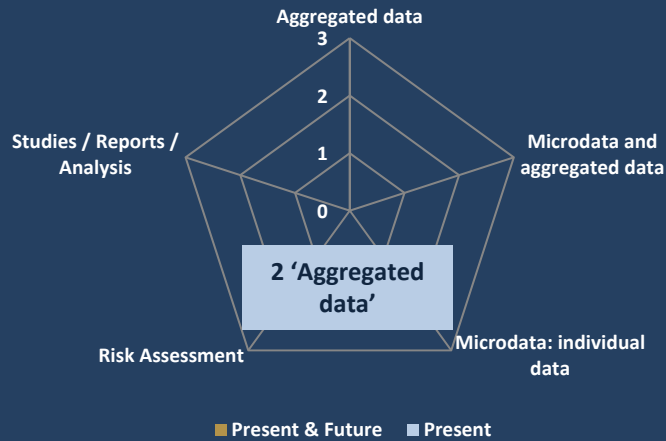 Aggregated data
3
2
1
0
Studies / Reports /
Analysis
Microdata and
aggregated data
2 ‘Aggregated
data’
Risk Assessment
Microdata: individual
data
Present & Future
Present